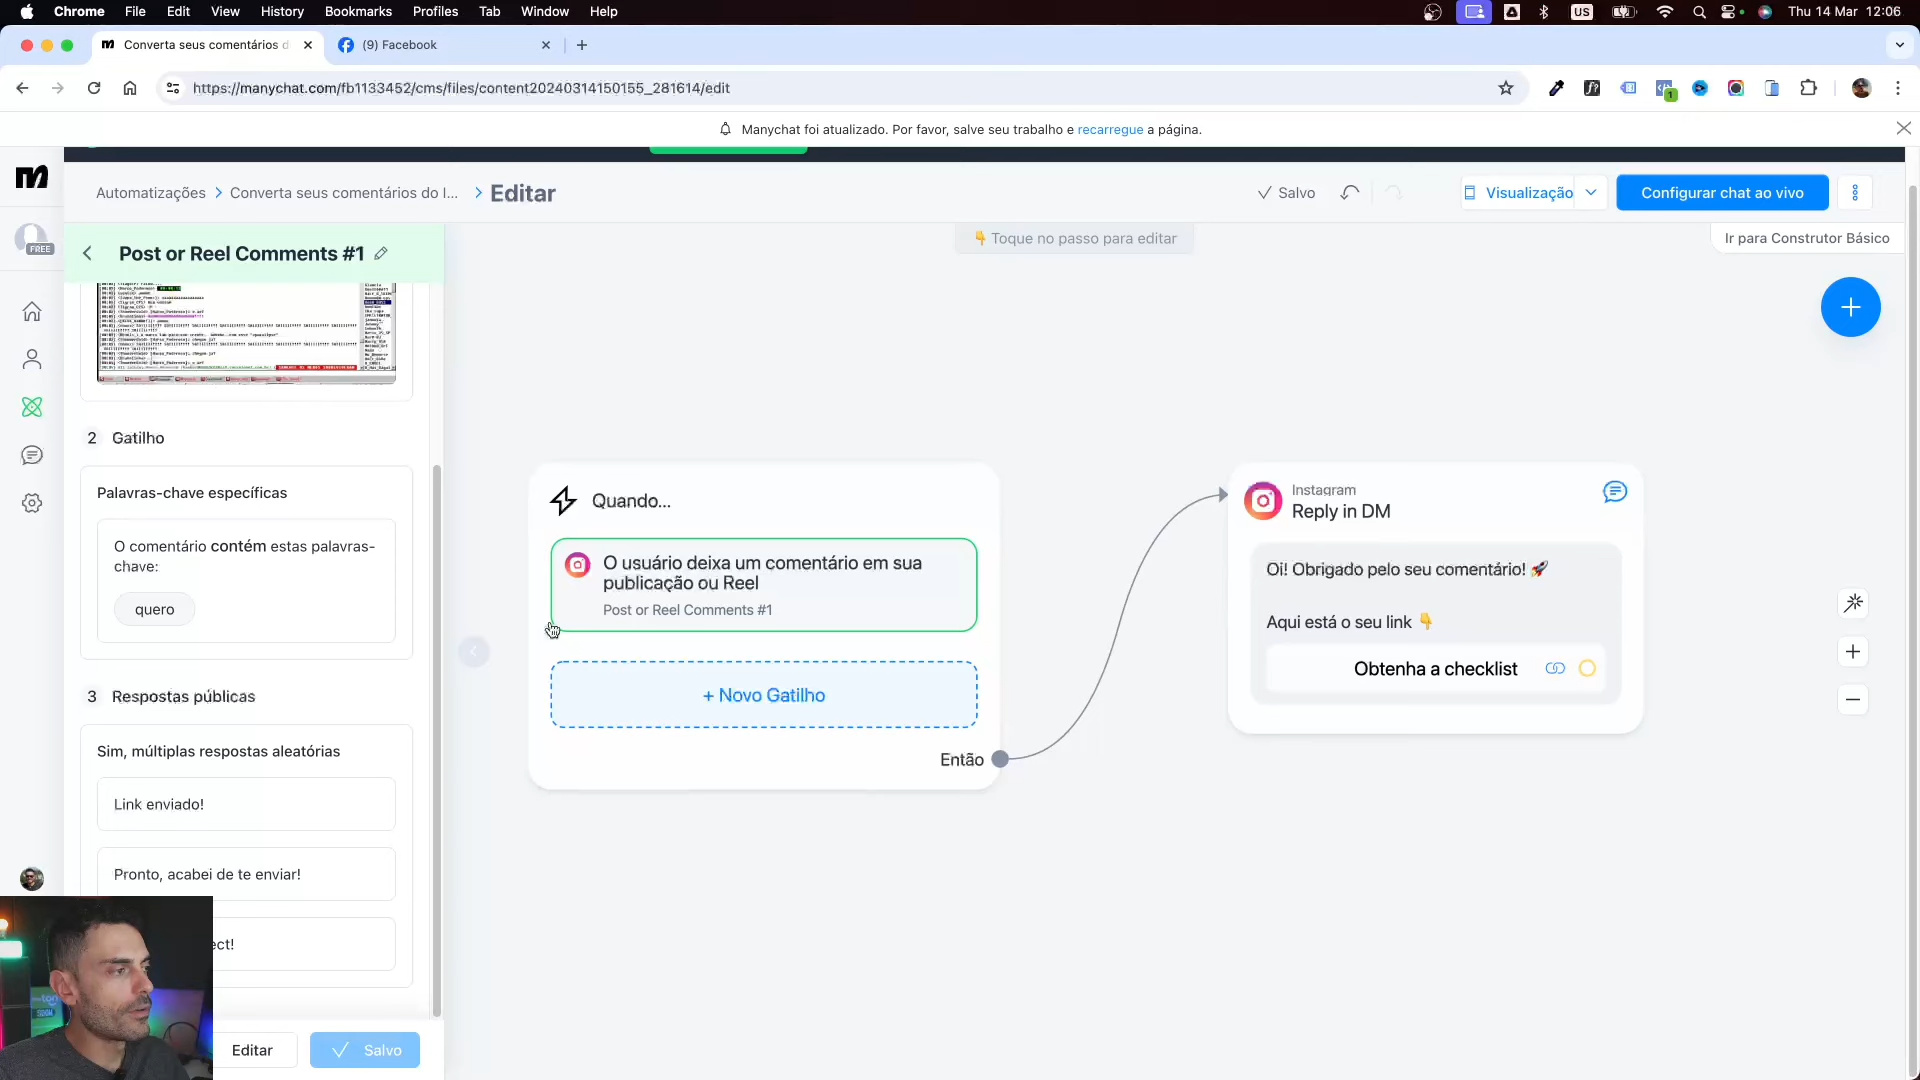 Chrome File Edit View History Bookmarks Profiles Tab Window Help
US
Thu 14 Mar 12:06
Converta seus comentários d
(9) Facebook
https://manychat.com/fb1133452/cms/files/content20240314150155_281614/edit
1
Manychat foi atualizado. Por favor, salve seu trabalho e recarregue a página.
Automatizações > Converta seus comentários do I... > Editar
Salvo
Visualização
Configurar chat ao vivo
FREE
Post or Reel Comments #1
👇 Toque no passo para editar
Ir para Construtor Básico
2 Gatilho
Palavras-chave específicas
O comentário contém estas palavras-
chave:
quero
3 Respostas públicas
Sim, múltiplas respostas aleatórias
Link enviado!
Pronto, acabei de te enviar!
ect!
Editar
Salvo
Quando...
O usuário deixa um comentário em sua
publicação ou Reel
Post or Reel Comments #1
+ Novo Gatilho
Então
Instagram
Reply in DM
Oi! Obrigado pelo seu comentário! 🚀
Aqui está o seu link 👇
Obtenha a checklist